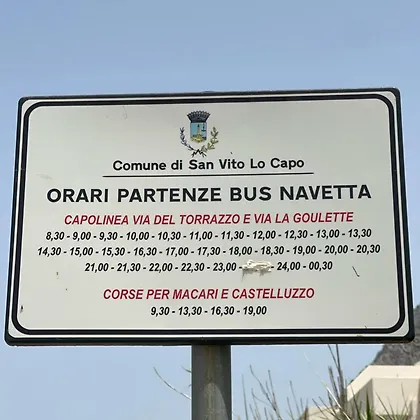 Comune di San Vito Lo Capo
ORARI PARTENZE BUS NAVETTA
CAPOLINEA VIA DEL TORRAZZO E VIA LA GOULETTE
8,30 - 9,00 - 9,30 - 10,00 - 10,30 - 11,00 - 11,30 - 12,00 - 12,30 - 13,00 - 13,30
14,30 - 15,00 - 15,30 - 16,30 - 17,00 - 17,30 - 18,00 - 18,30 - 19,00 - 20,00 - 20,30
21,00 - 21,30 - 22,00 - 22,30 - 23,00 - - 24,00 - 00,30
CORSE PER MACARI E CASTELLUZZO
9,30 - 13,30 - 16,30 - 19,00